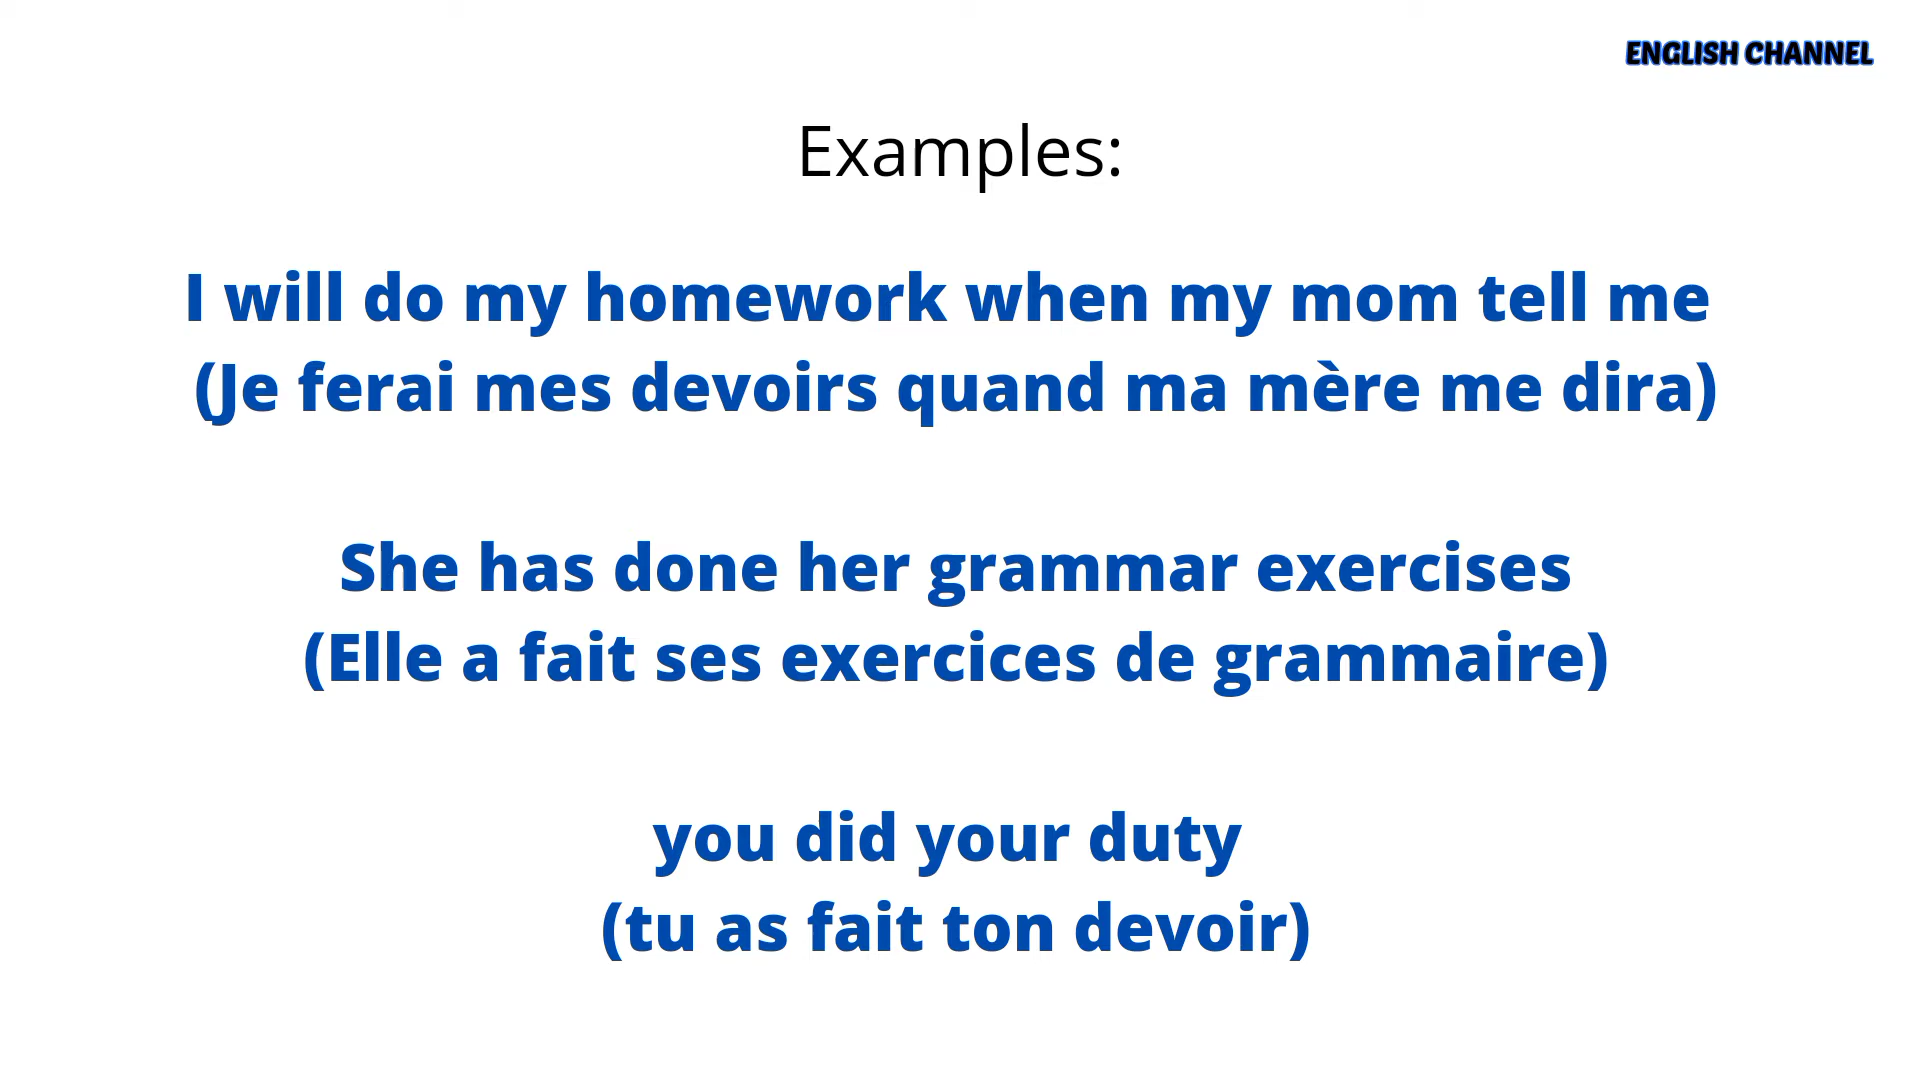 ENGLISH CHANNEL
Examples:
I will do my homework when my mom tell me
(Je ferai mes devoirs quand ma mère me dira)
She has done her grammar exercises
(Elle a fait ses exercices de grammaire)
you did your duty
(tu as fait ton devoir)